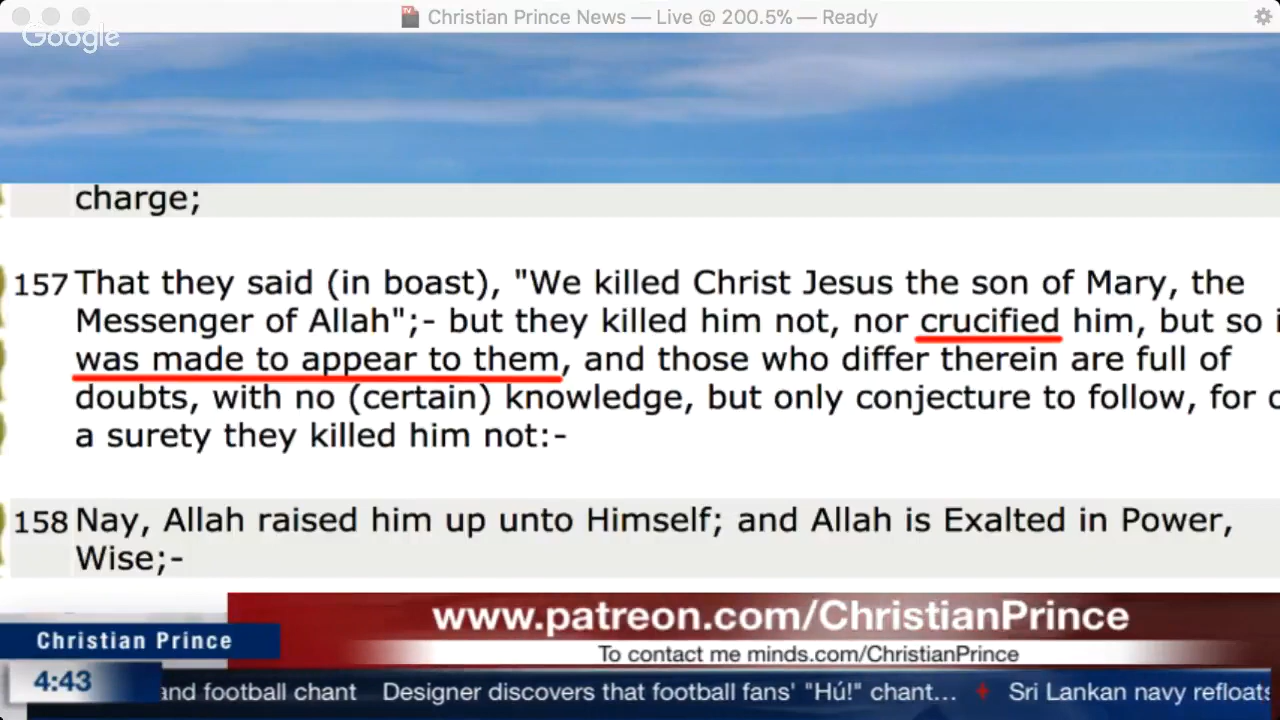 Christian Prince News — Live @ 200.5% — Ready
Google
charge;
157 That they said (in boast), "We killed Christ Jesus the son of Mary, the
Messenger of Allah";- but they killed him not, nor crucified him, but so i
was made to appear to them, and those who differ therein are full of
doubts, with no (certain) knowledge, but only conjecture to follow, for o
a surety they killed him not:-
158 Nay, Allah raised him up unto Himself; and Allah is Exalted in Power,
Wise;-
www.patreon.com/ChristianPrince
Christian Prince
To contact me minds.com/ChristianPrince
4:43
and football chant Designer discovers that football fans' "Hú!" chant... Sri Lankan navy refloats